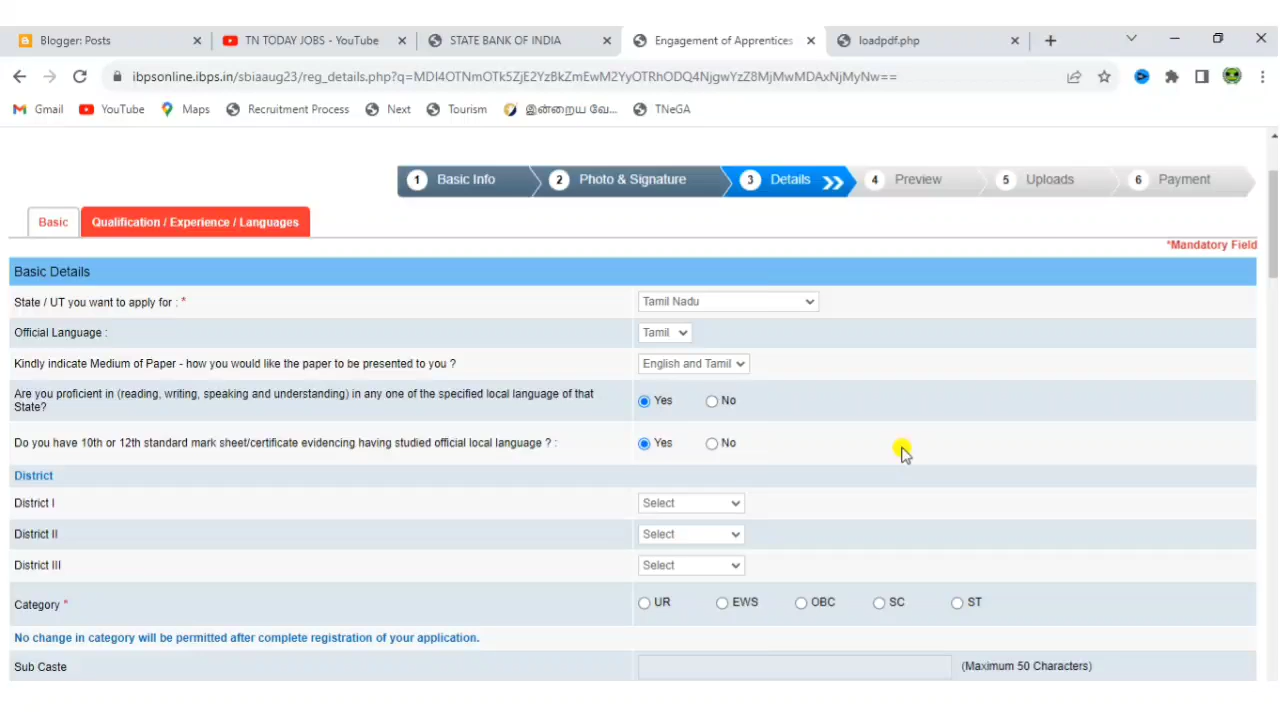 Blogger: Posts
TN TODAY JOBS - YouTube
STATE BANK OF INDIA
Engagement of Apprentices
loadpdf.php
ibpsonline.ibps.in/sbiaaug23/reg_details.php?q=MDI4OTNmOTk5ZjE2YzBkZmEwM2YyOTRhODQ4NjgwYzZ8MjMwMDAxNjMyNw==
Gmail YouTube Maps Recruitment Process Next Tourism இன்றைய வே... TNeGA
1 Basic Info 2 Photo & Signature 3 Details 4 Preview 5 Uploads 6 Payment
Basic Qualification / Experience / Languages
*Mandatory Field
Basic Details
State / UT you want to apply for : * Tamil Nadu
Official Language : Tamil
Kindly indicate Medium of Paper - how you would like the paper to be presented to you ? English and Tamil
Are you proficient in (reading, writing, speaking and understanding) in any one of the specified local language of that
State?
Yes No
Do you have 10th or 12th standard mark sheet/certificate evidencing having studied official local language ? : Yes No
District
District I Select
District II Select
District III Select
Category * UR EWS OBC SC ST
No change in category will be permitted after complete registration of your application.
Sub Caste (Maximum 50 Characters)